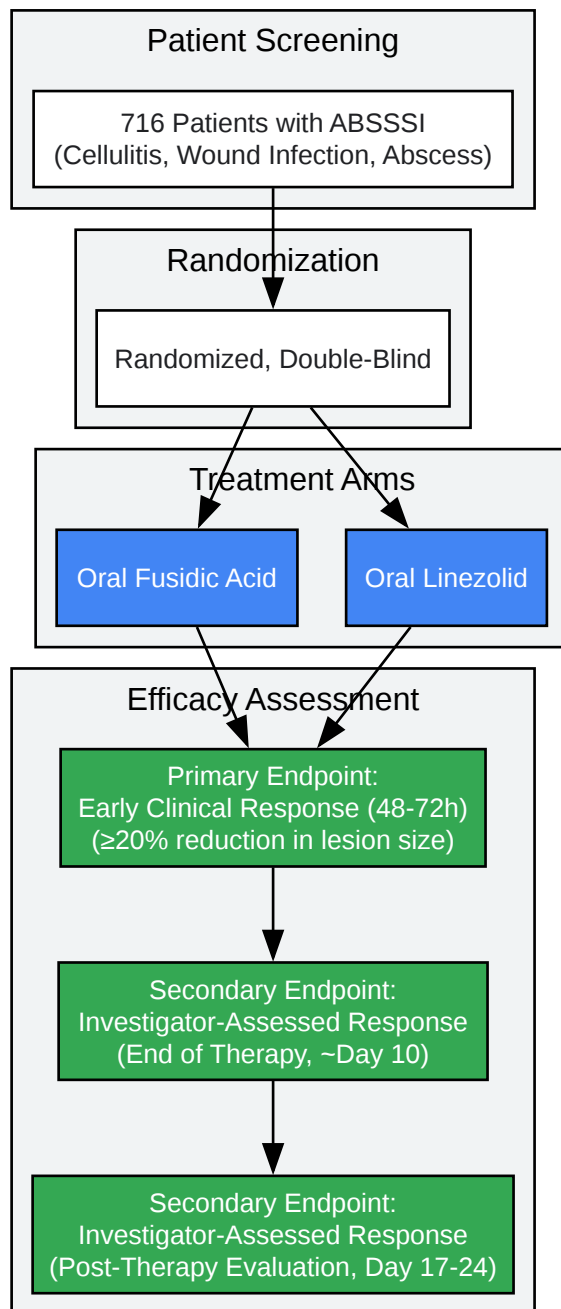 Patient Screening
716 Patients with ABSSSI
(Cellulitis, Wound Infection, Abscess)
Randomization
Randomized, Double-Blind
Treatment Arms
Oral Fusidic Acid
Oral Linezolid
Efficacy Assessment
Primary Endpoint:
Early Clinical Response (48-72h)
(≥20% reduction in lesion size)
Secondary Endpoint:
Investigator-Assessed Response
(End of Therapy, ~Day 10)
Secondary Endpoint:
Investigator-Assessed Response
(Post-Therapy Evaluation, Day 17-24)